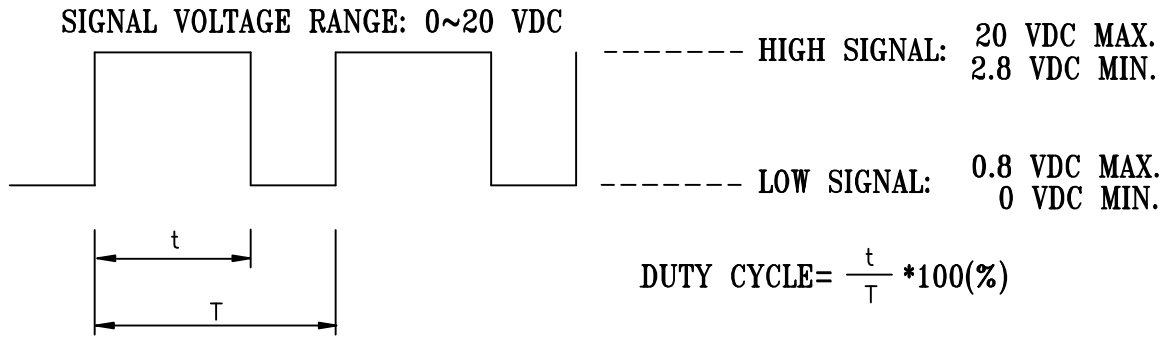 SIGNAL VOLTAGE RANGE: 0~20 VDC
HIGH SIGNAL: 20 VDC MAX.
2.8 VDC MIN.
LOW SIGNAL: 0.8 VDC MAX.
0 VDC MIN.
t
T
DUTY CYCLE= t/T *100(%)